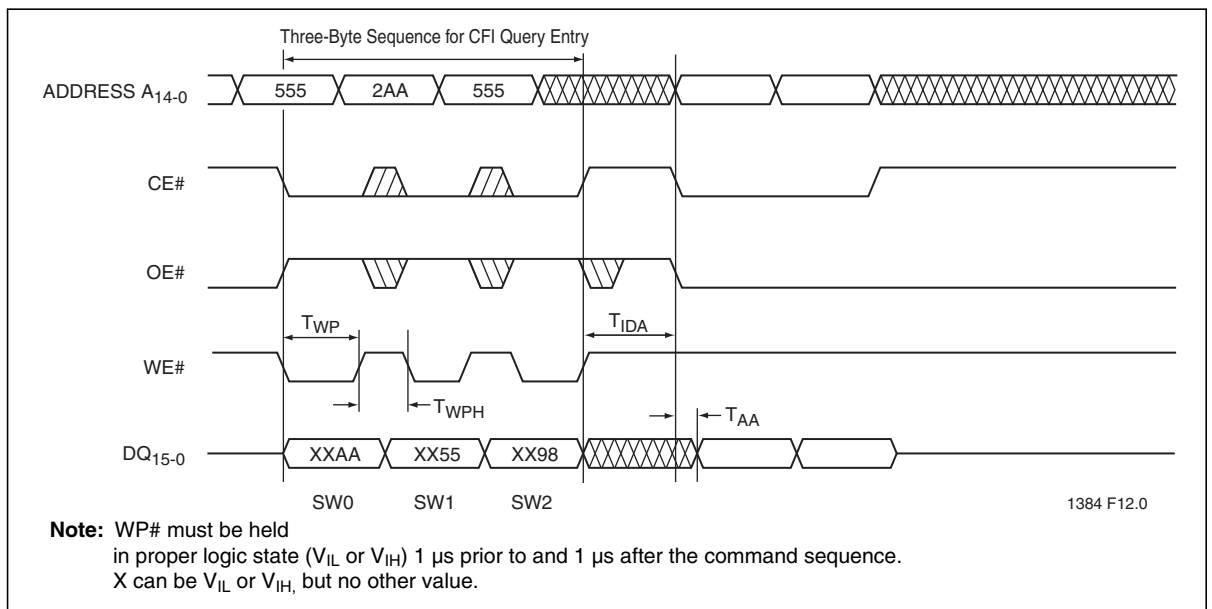 Three-Byte Sequence for CFI Query Entry
ADDRESS A14-0
555 2AA 555
CE#
OE#
TWP TIDA
WE#
TWPH TAA
DQ15-0
XXAA XX55 XX98
SW0 SW1 SW2
1384 F12.0
Note: WP# must be held
in proper logic state (VIL or VIH) 1 µs prior to and 1 µs after the command sequence.
X can be VIL or VIH, but no other value.